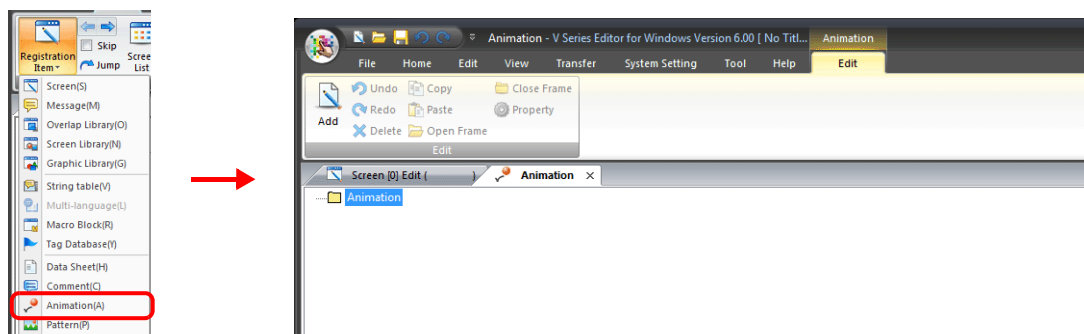 Skip
Registration
Item
Jump
Scree
List
Screen(S)
Message(M)
Overlap Library(O)
Screen Library(N)
Graphic Library(G)
String table(V)
Multi-language(L)
Macro Block(R)
Tag Database(Y)
Data Sheet(H)
Comment(C)
Animation(A)
Pattern(P)
Animation - V Series Editor for Windows Version 6.00 [ No Titl... Animation
File Home Edit View Transfer System Setting Tool Help Edit
Undo Copy Close Frame
Redo Paste Property
Add
Delete Open Frame
Edit
Screen [0] Edit ( ) Animation ×
Animation